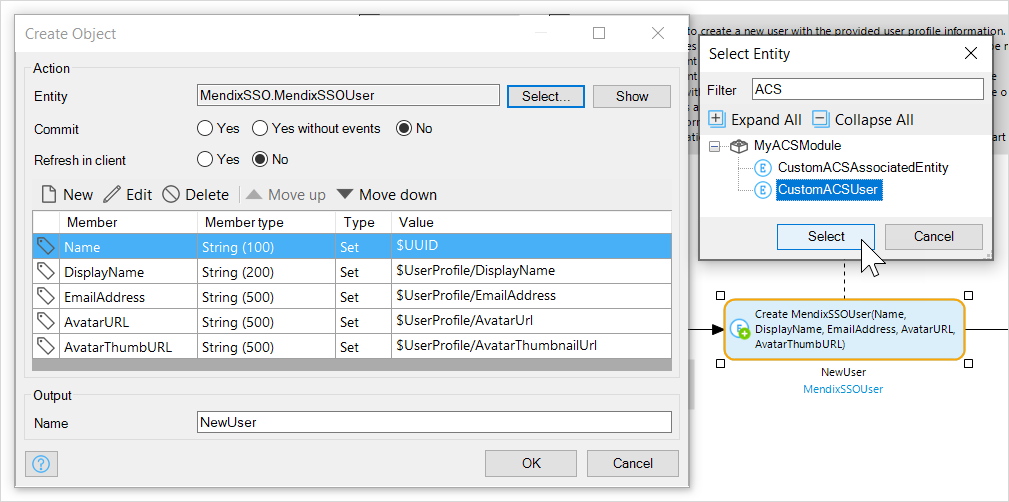 Create Object
Action
Entity
MendixSSO.MendixSSOUser
Select...
Show
Commit
Yes
Yes without events
No
Refresh in client
Yes
No
New
Edit
Delete
Move up
Move down
Member Member type Type Value
Name String (100) Set $UUID
DisplayName String (200) Set $UserProfile/DisplayName
EmailAddress String (500) Set $UserProfile/EmailAddress
AvatarURL String (500) Set $UserProfile/AvatarUrl
AvatarThumbURL String (500) Set $UserProfile/AvatarThumbnailUrl
Output
Name
NewUser
OK
Cancel
to create a new user with the provided user profile information.
Select Entity
Filter
ACS
Expand All
Collapse All
MyACSModule
CustomACSAssociatedEntity
CustomACSUser
Select
Cancel
Create MendixSSOUser(Name,
DisplayName, EmailAddress, AvatarURL,
AvatarThumbURL)
NewUser
MendixSSOUser